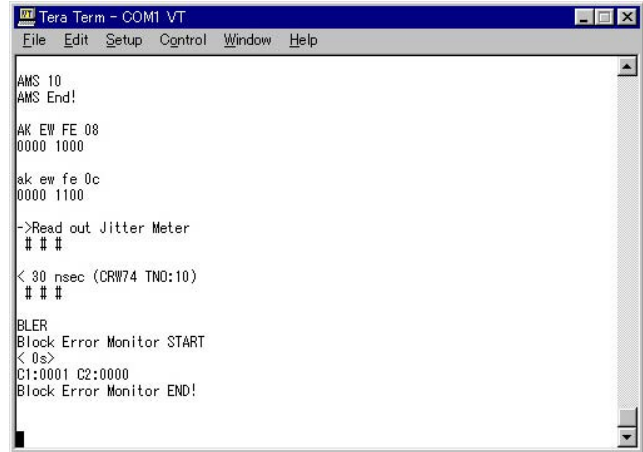 Tera Term - COM1 VT
File Edit Setup Control Window Help
AMS 10
AMS End!
AK EW FE 08
0000 1000
ak ew fe 0c
0000 1100
->Read out Jitter Meter
# # #
< 30 nsec (CRW74 TNO:10)
# # #
BLER
Block Error Monitor START
< 0s>
C1:0001 C2:0000
Block Error Monitor END!